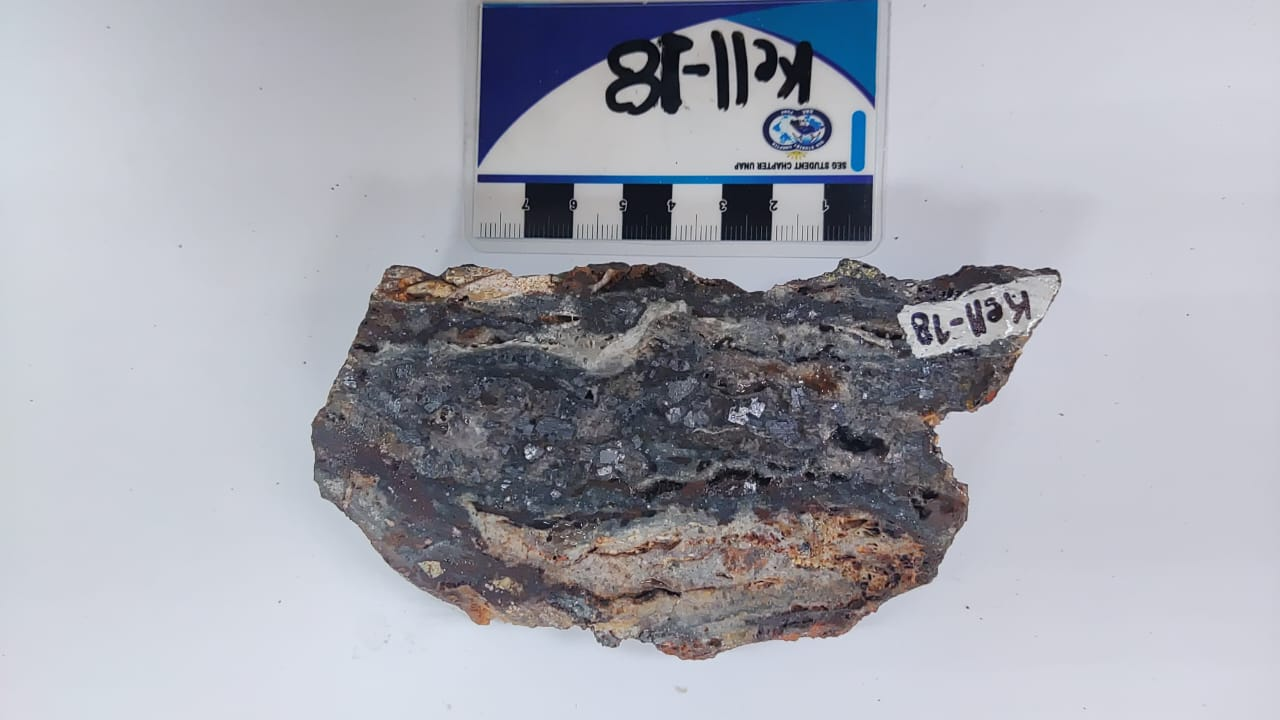 Kell-18
SEG STUDENT CHAPTER UNAP
1 2 3 4 5 6 7
Kell-18